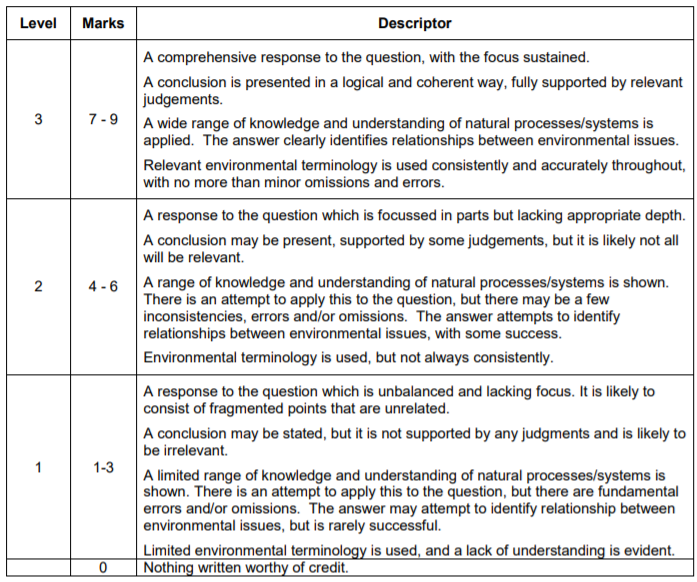 Level Marks Descriptor
A comprehensive response to the question, with the focus sustained.
A conclusion is presented in a logical and coherent way, fully supported by relevant
judgements.
3 7 - 9 A wide range of knowledge and understanding of natural processes/systems is
applied. The answer clearly identifies relationships between environmental issues.
Relevant environmental terminology is used consistently and accurately throughout,
with no more than minor omissions and errors.
A response to the question which is focussed in parts but lacking appropriate depth.
A conclusion may be present, supported by some judgements, but it is likely not all
will be relevant.
2 4 - 6 A range of knowledge and understanding of natural processes/systems is shown.
There is an attempt to apply this to the question, but there may be a few
inconsistencies, errors and/or omissions. The answer attempts to identify
relationships between environmental issues, with some success.
Environmental terminology is used, but not always consistently.
A response to the question which is unbalanced and lacking focus. It is likely to
consist of fragmented points that are unrelated.
A conclusion may be stated, but it is not supported by any judgments and is likely to
be irrelevant.
1 1-3 A limited range of knowledge and understanding of natural processes/systems is
shown. There is an attempt to apply this to the question, but there are fundamental
errors and/or omissions. The answer may attempt to identify relationship between
environmental issues, but is rarely successful.
Limited environmental terminology is used, and a lack of understanding is evident.
0 Nothing written worthy of credit.